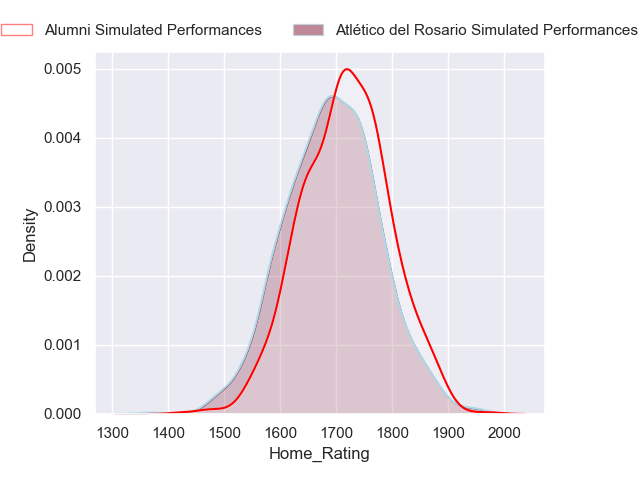 Alumni Simulated Performances
Atlético del Rosario Simulated Performances
0.005
0.004
0.003
0.002
0.001
0.000
Density
1300 1400 1500 1600 1700 1800 1900 2000
Home_Rating